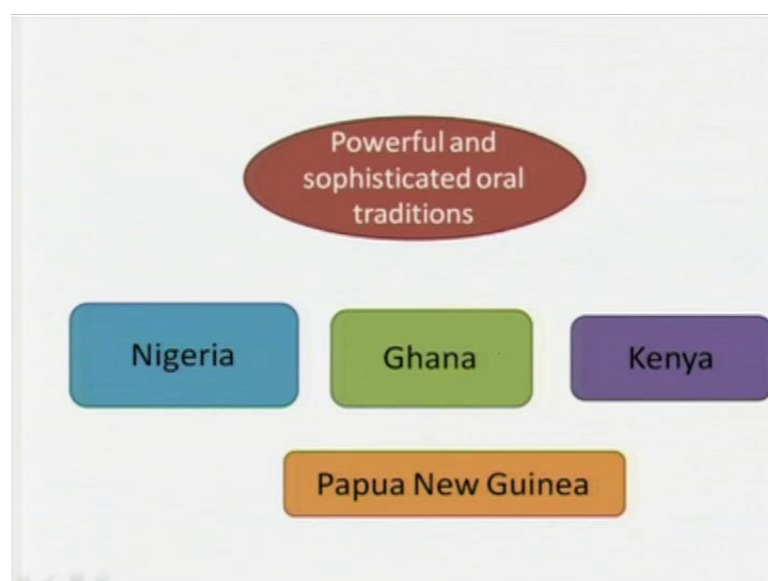 Powerful and
sophisticated oral
traditions
Nigeria
Ghana
Kenya
Papua New Guinea